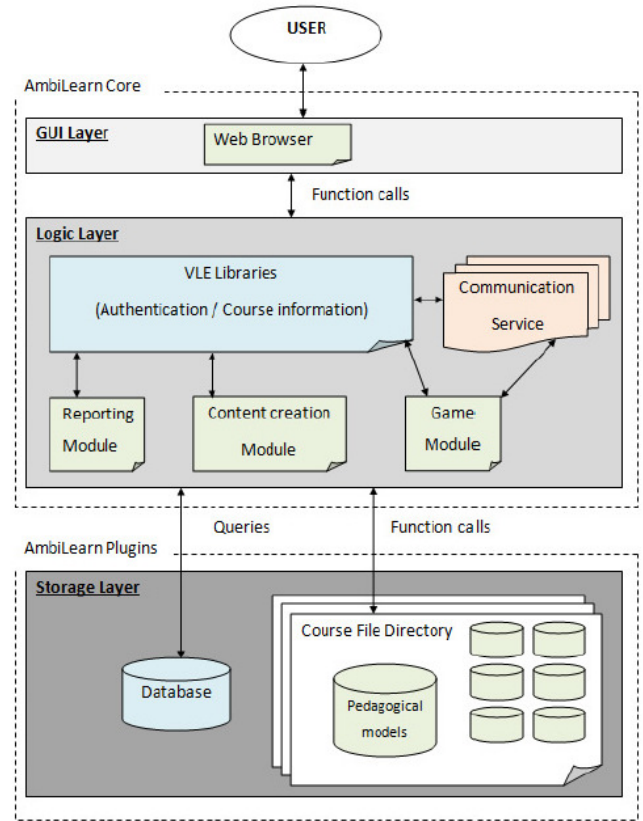 USER
AmbiLearn Core
GUI Layer
Web Browser
Function calls
Logic Layer
VLE Libraries
(Authentication / Course information)
Communication
Service
Reporting
Module
Content creation
Module
Game
Module
Queries
Function calls
AmbiLearn Plugins
Storage Layer
Course File Directory
Database
Pedagogical
models